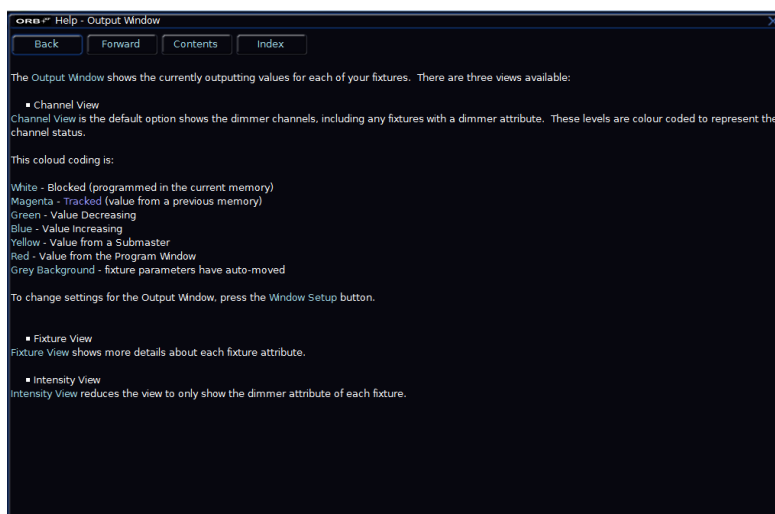 ORB Help - Output Window
Back Forward Contents Index
The Output Window shows the currently outputting values for each of your fixtures. There are three views available:
Channel View
Channel View is the default option shows the dimmer channels, including any fixtures with a dimmer attribute. These levels are colour coded to represent the
channel status.
This coloud coding is:
White - Blocked (programmed in the current memory)
Magenta - Tracked (value from a previous memory)
Green - Value Decreasing
Blue - Value Increasing
Yellow - Value from a Submaster
Red - Value from the Program Window
Grey Background - fixture parameters have auto-moved
To change settings for the Output Window, press the Window Setup button.
Fixture View
Fixture View shows more details about each fixture attribute.
Intensity View
Intensity View reduces the view to only show the dimmer attribute of each fixture.